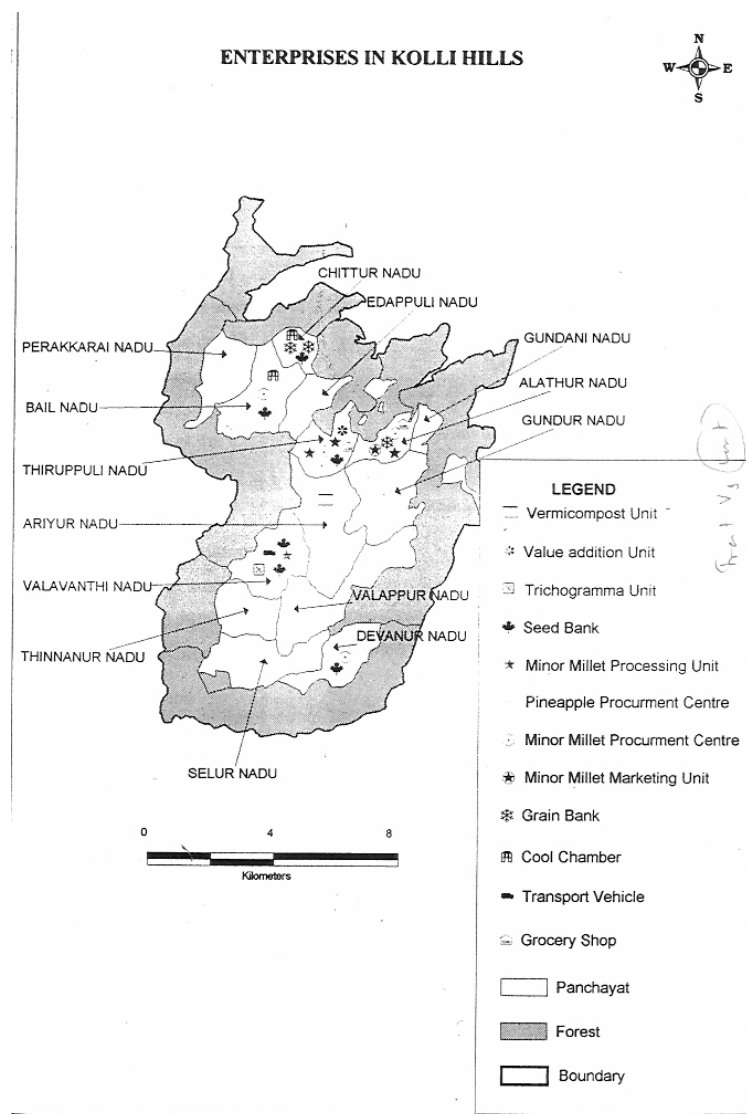 ENTERPRISES IN KOLLI HILLS
N
W E
S
CHITTUR NADU
EDAPPULI NADU
PERAKKARAI NADU
GUNDANI NADU
ALATHUR NADU
BAIL NADU
GUNDUR NADU
THIRUPPULI NADU
ARIYUR NADU
VALAVANTHI NADU
VALAPPUR NADU
DEVANUR NADU
THINNANUR NADU
SELUR NADU
0 4 8
Kilometers
LEGEND
Vermicompost Unit
Value addition Unit
Trichogramma Unit
Seed Bank
Minor Millet Processing Unit
Pineapple Procurment Centre
Minor Millet Procurment Centre
Minor Millet Marketing Unit
Grain Bank
Cool Chamber
Transport Vehicle
Grocery Shop
Panchayat
Forest
Boundary